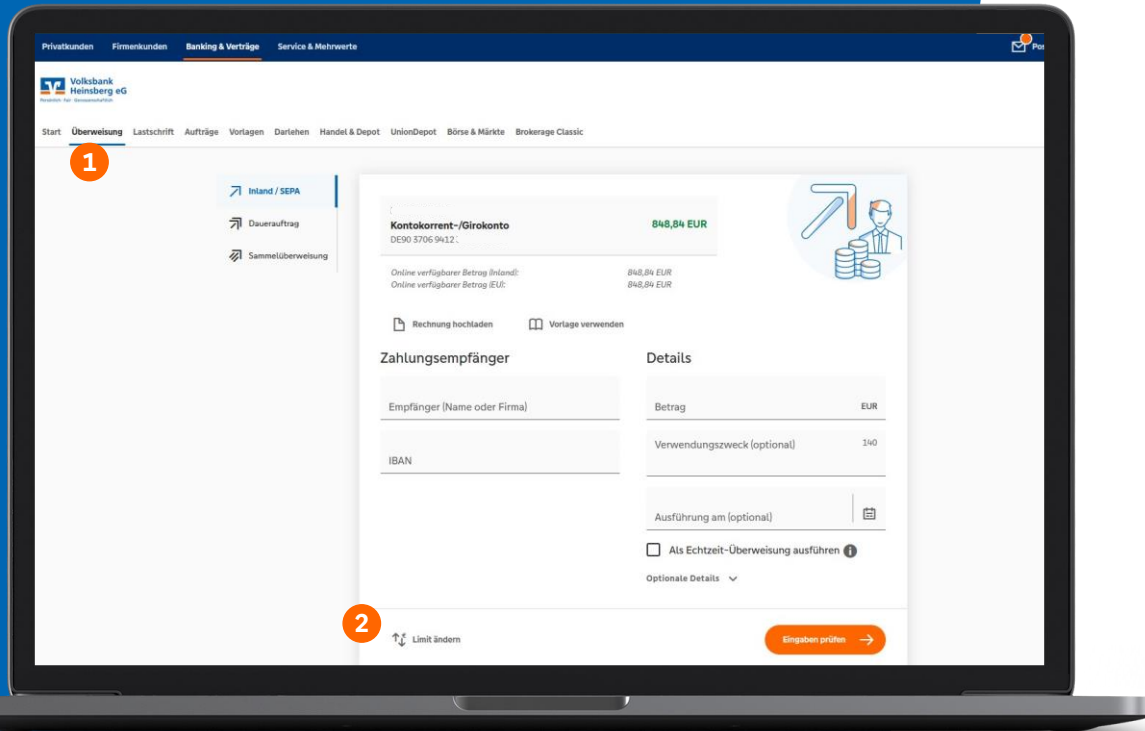 Privatkunden Firmenkunden Banking & Verträge Service & Mehrwerte
Volksbank
Heinsberg eG
Start Überweisung Lastschrift Aufträge Vorlagen Darlehen Handel & Depot UnionDepot Börse & Märkte Brokerage Classic
1
Inland / SEPA
Dauerauftrag
Sammelüberweisung
Kontokorrent-/Girokonto 848,84 EUR
DE90 3706 9412
Online verfügbarer Betrag (Inland): 848,84 EUR
Online verfügbarer Betrag (EU): 848,84 EUR
Rechnung hochladen Vorlage verwenden
Zahlungsempfänger Details
Empfänger (Name oder Firma) Betrag EUR
Verwendungszweck (optional) 140
IBAN
Ausführung am (optional)
Als Echtzeit-Überweisung ausführen
Optionale Details
2
Limit ändern Eingaben prüfen